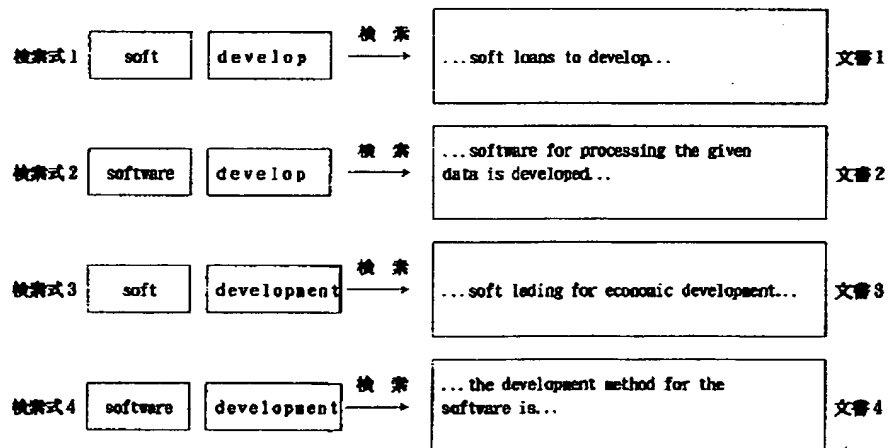 検索式1 soft develop 検索 ...soft loans to develop... 文書1
検索式2 software develop 検索 ...software for processing the given
data is developed... 文書2
検索式3 soft development 検索 ...soft lading for economic development... 文書3
検索式4 software development 検索 ...the development method for the
software is... 文書4